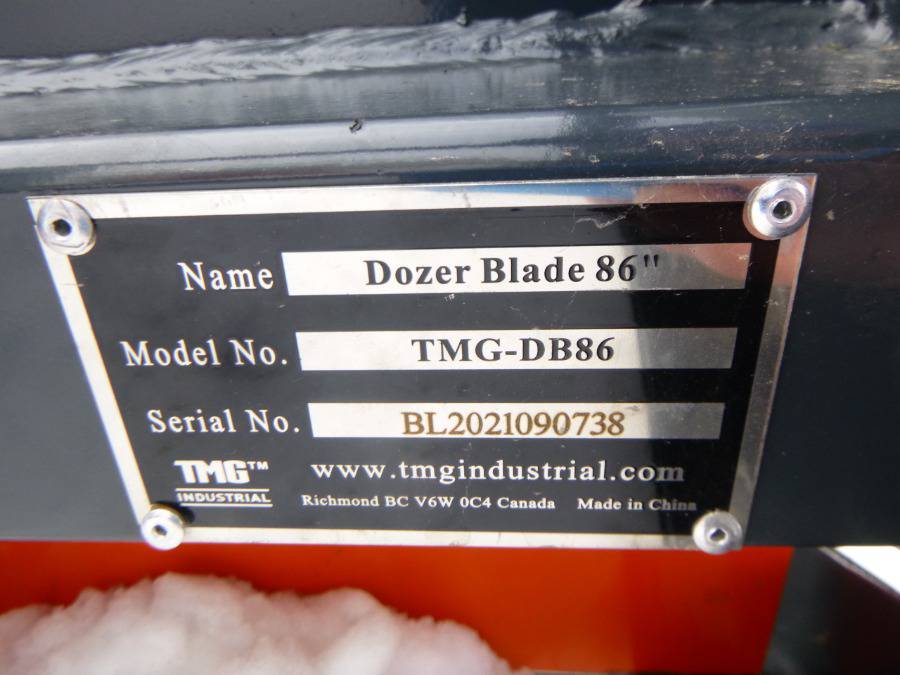 Name Dozer Blade 86"
Model No. TMG-DB86
Serial No. BL2021090738
TMG™ www.tmgindustrial.com
INDUSTRIAL Richmond BC V6W 0C4 Canada Made in China